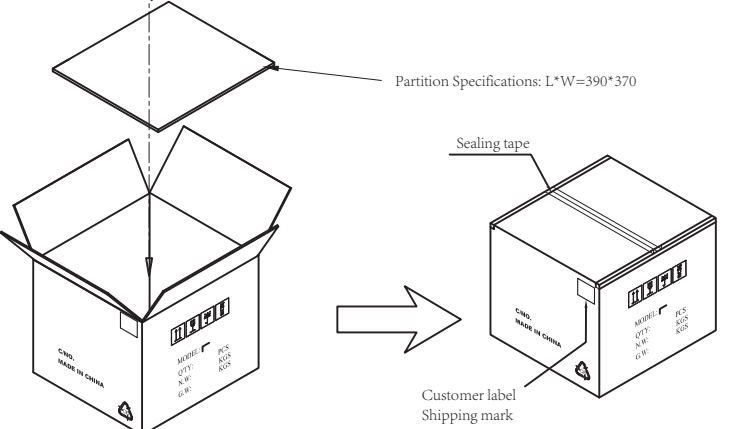 Partition Specifications: L*W=390*370
Sealing tape
C/NO.
MADE IN CHINA
MODEL:
QTY: PCS
N.W: KGS
G.W: KGS
C/NO.
MADE IN CHINA
MODEL:
QTY: PCS
N.W: KGS
G.W: KGS
Customer label
Shipping mark